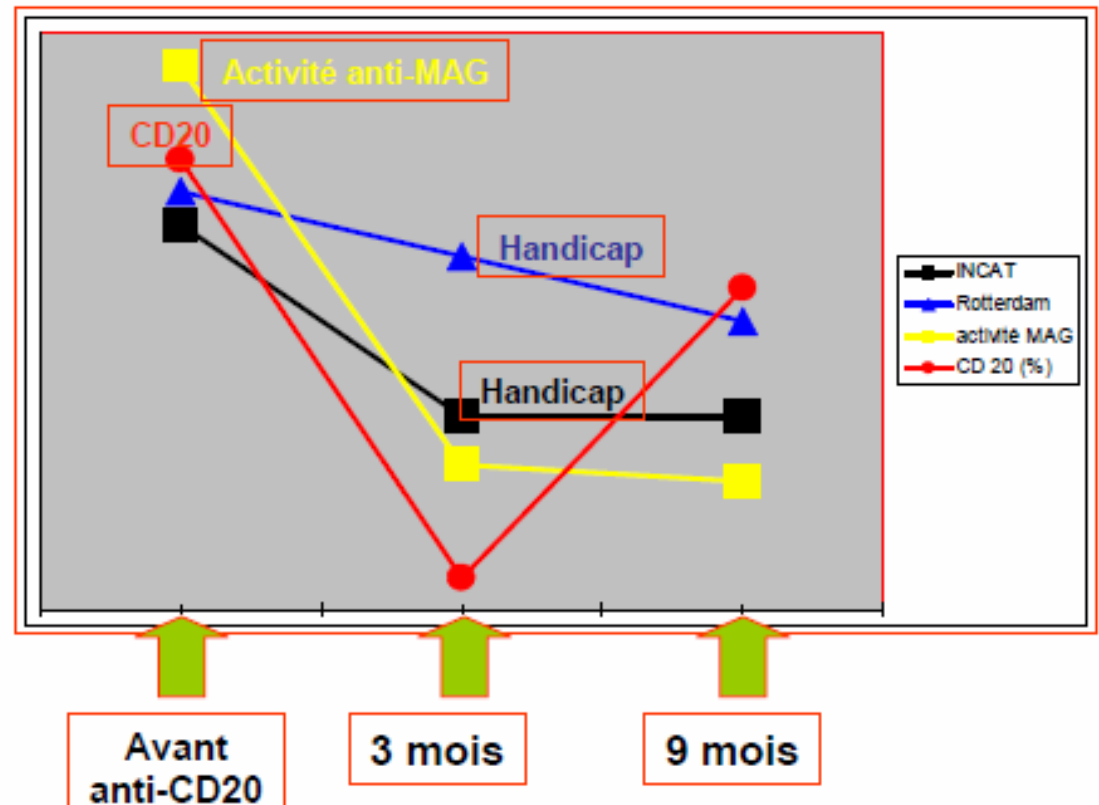 Activité anti-MAG
CD20
Handicap
Handicap
INCAT
Rotterdam
activité MAG
CD 20 (%)
Avant
anti-CD20
3 mois
9 mois